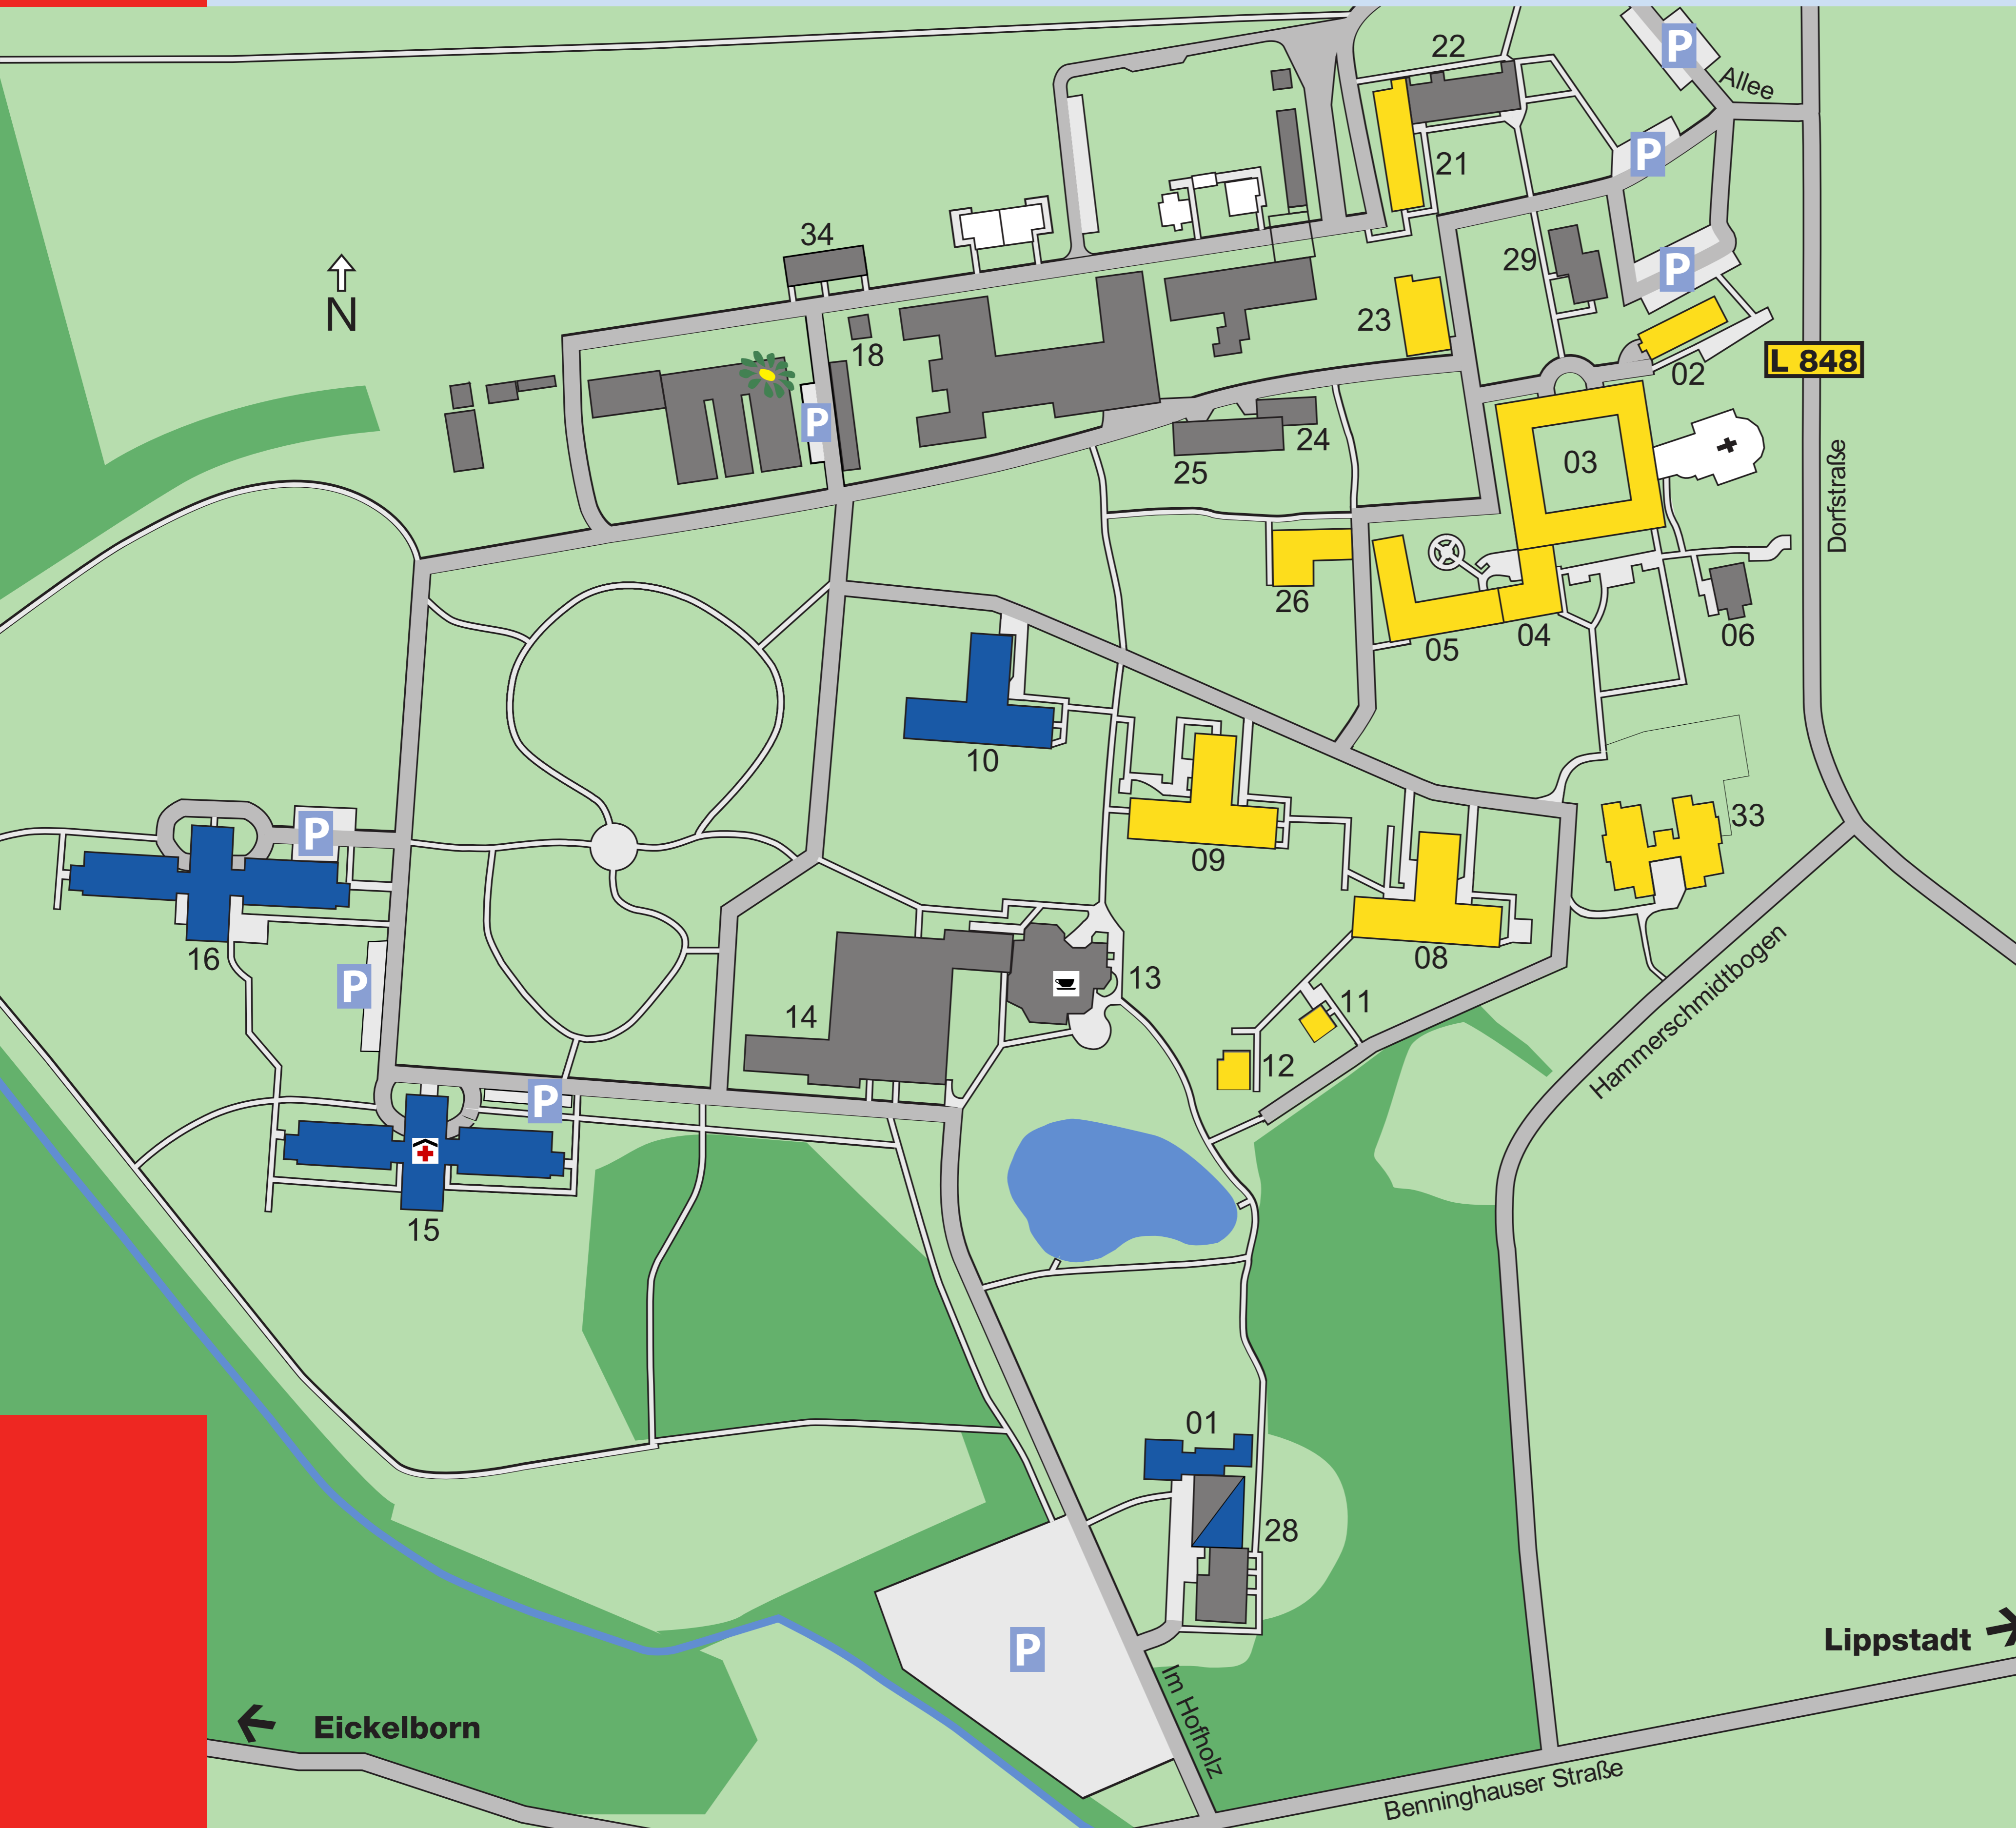 22
P
Allee
P
21
34
29
P
N
23
18
L 848
02
P
24
03
25
Dorfstraße
26
05
04
06
10
33
P
09
16
08
P
13
14
11
12
Hammerschmidtbogen
P
15
01
28
P
Lippstadt
Im Hofholz
Eickelborn
Benninghauser Straße